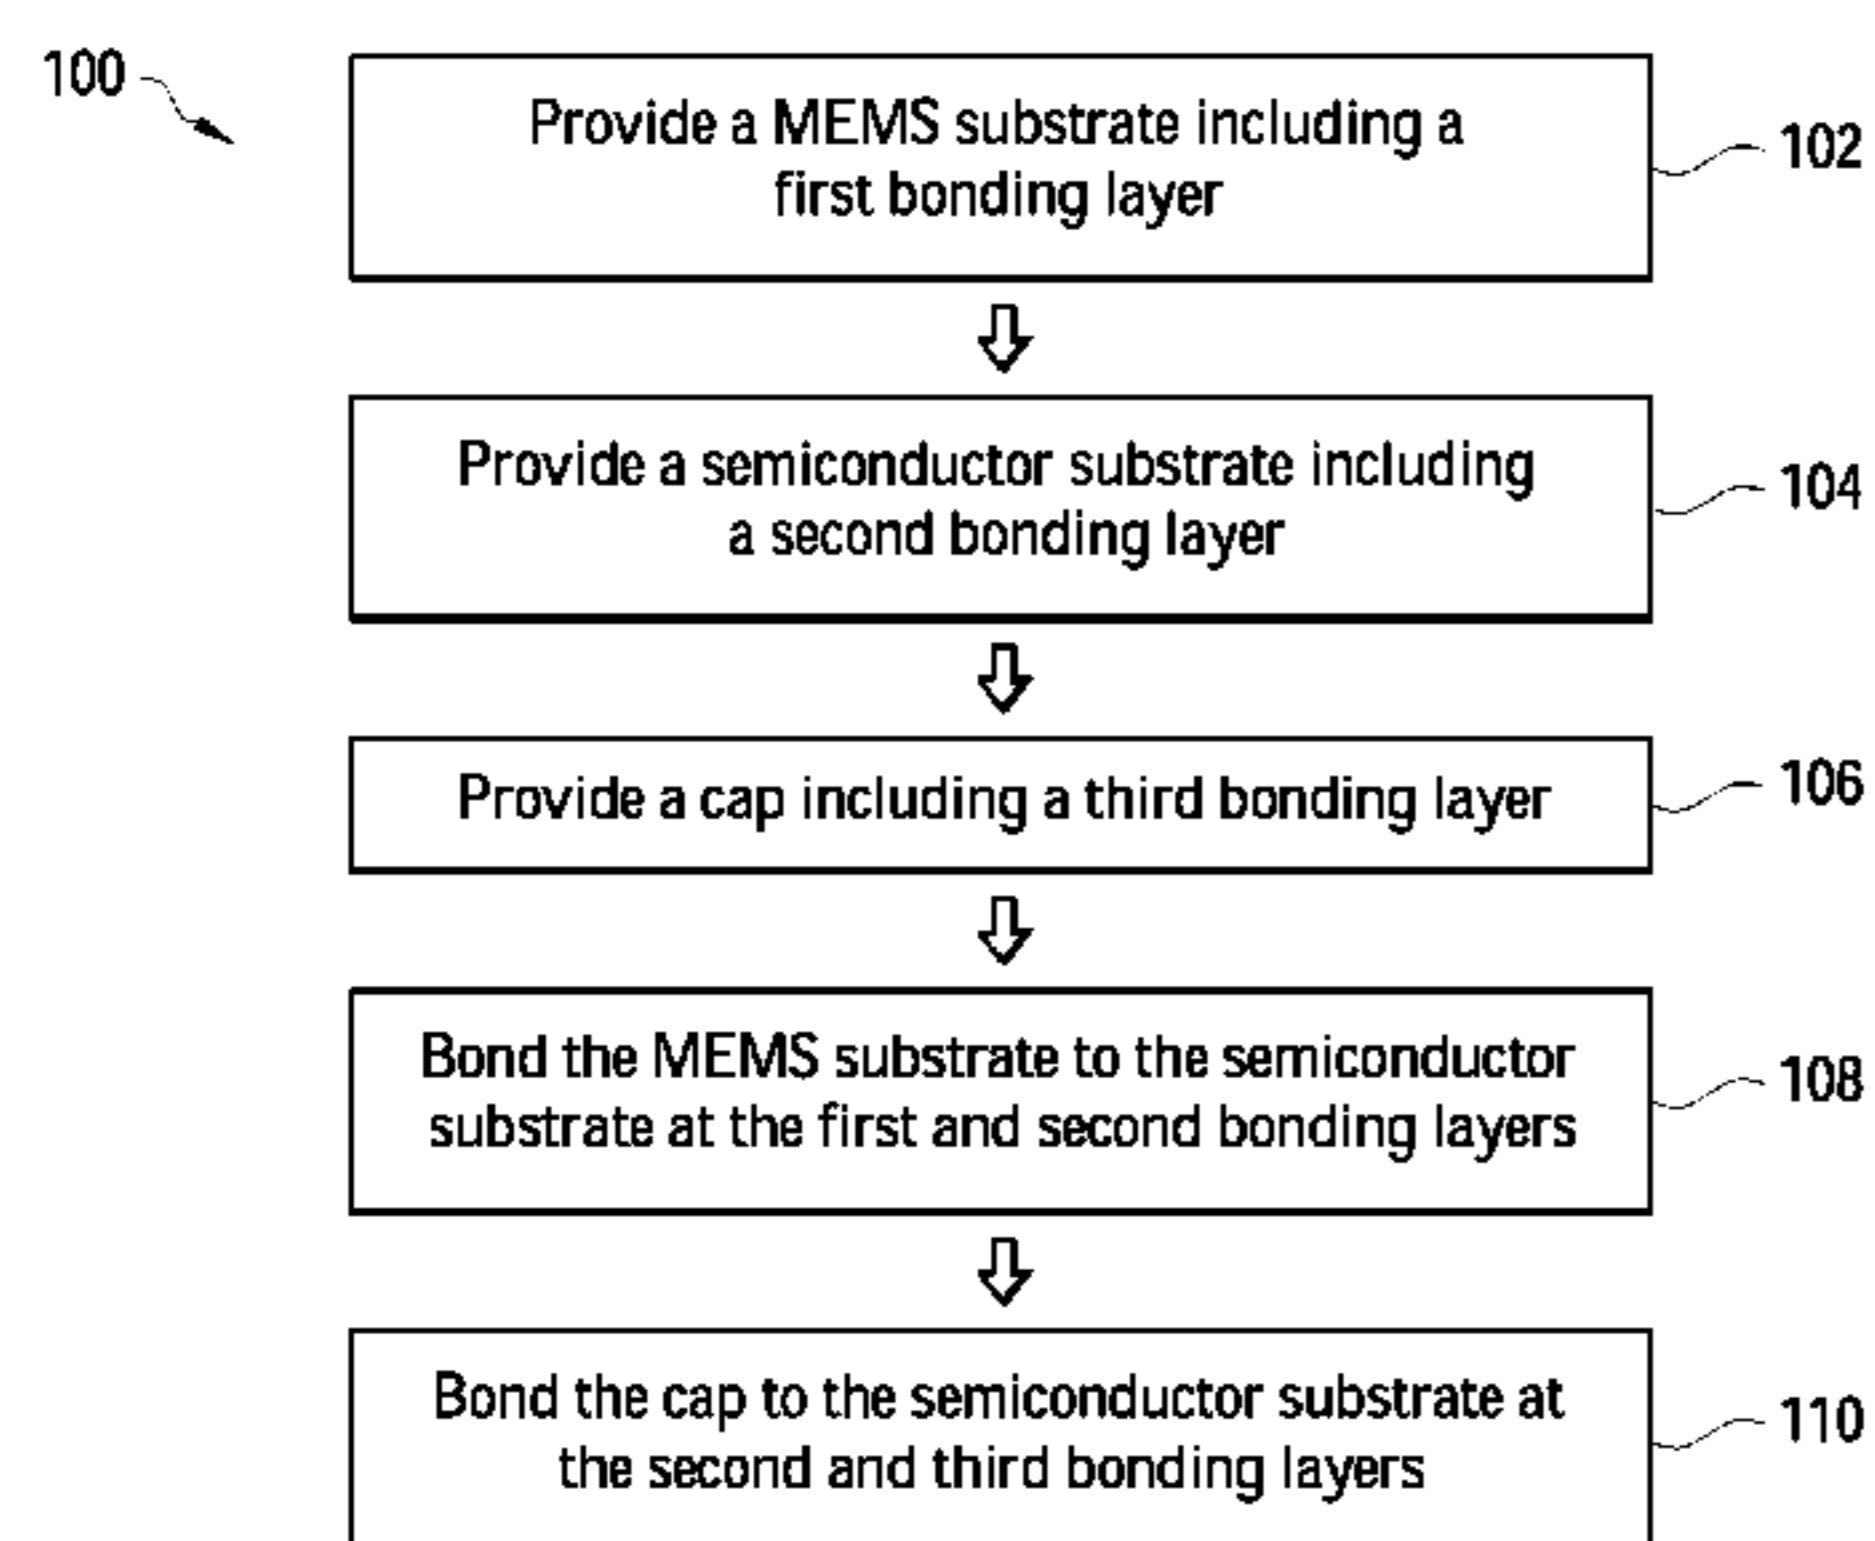 100
Provide a MEMS substrate including a
first bonding layer
102
Provide a semiconductor substrate including
a second bonding layer
104
Provide a cap including a third bonding layer
106
Bond the MEMS substrate to the semiconductor
substrate at the first and second bonding layers
108
Bond the cap to the semiconductor substrate at
the second and third bonding layers
110